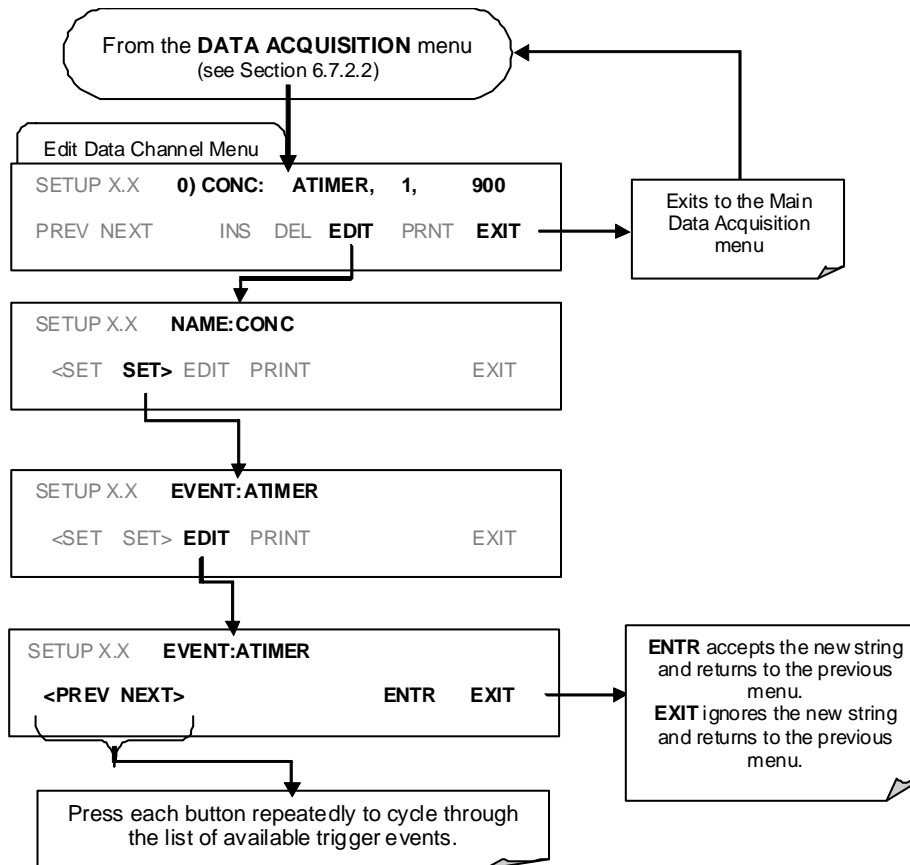 From the DATA ACQUISITION menu
(see Section 6.7.2.2)
Edit Data Channel Menu
SETUP X.X 0) CONC: ATIMER, 1, 900
PREV NEXT INS DEL EDIT PRNT EXIT
Exits to the Main
Data Acquisition
menu
SETUP X.X NAME:CONC
<SET SET> EDIT PRINT EXIT
SETUP X.X EVENT:ATIMER
<SET SET> EDIT PRINT EXIT
SETUP X.X EVENT:ATIMER
<PREV NEXT> ENTR EXIT
ENTR accepts the new string
and returns to the previous
menu.
EXIT ignores the new string
and returns to the previous
menu.
Press each button repeatedly to cycle through
the list of available trigger events.